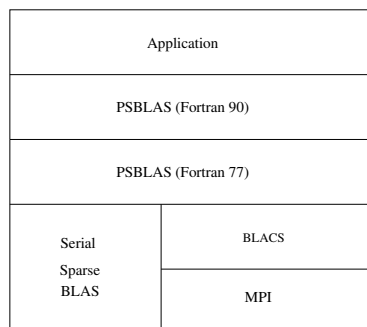 Application
PSBLAS (Fortran 90)
PSBLAS (Fortran 77)
Serial
Sparse
BLAS
BLACS
MPI